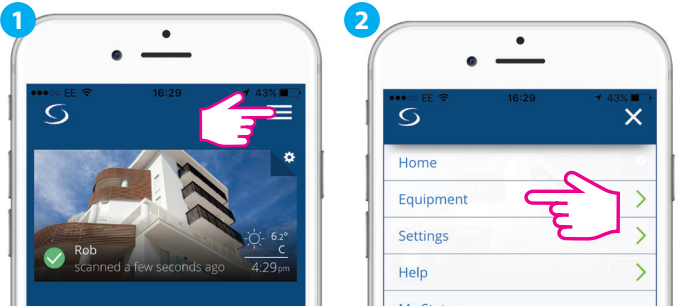 1
EE 16:29 43%
6.2°
C
Rob
scanned a few seconds ago 4:29pm
2
EE 16:29 43%
Home
Equipment
Settings
Help